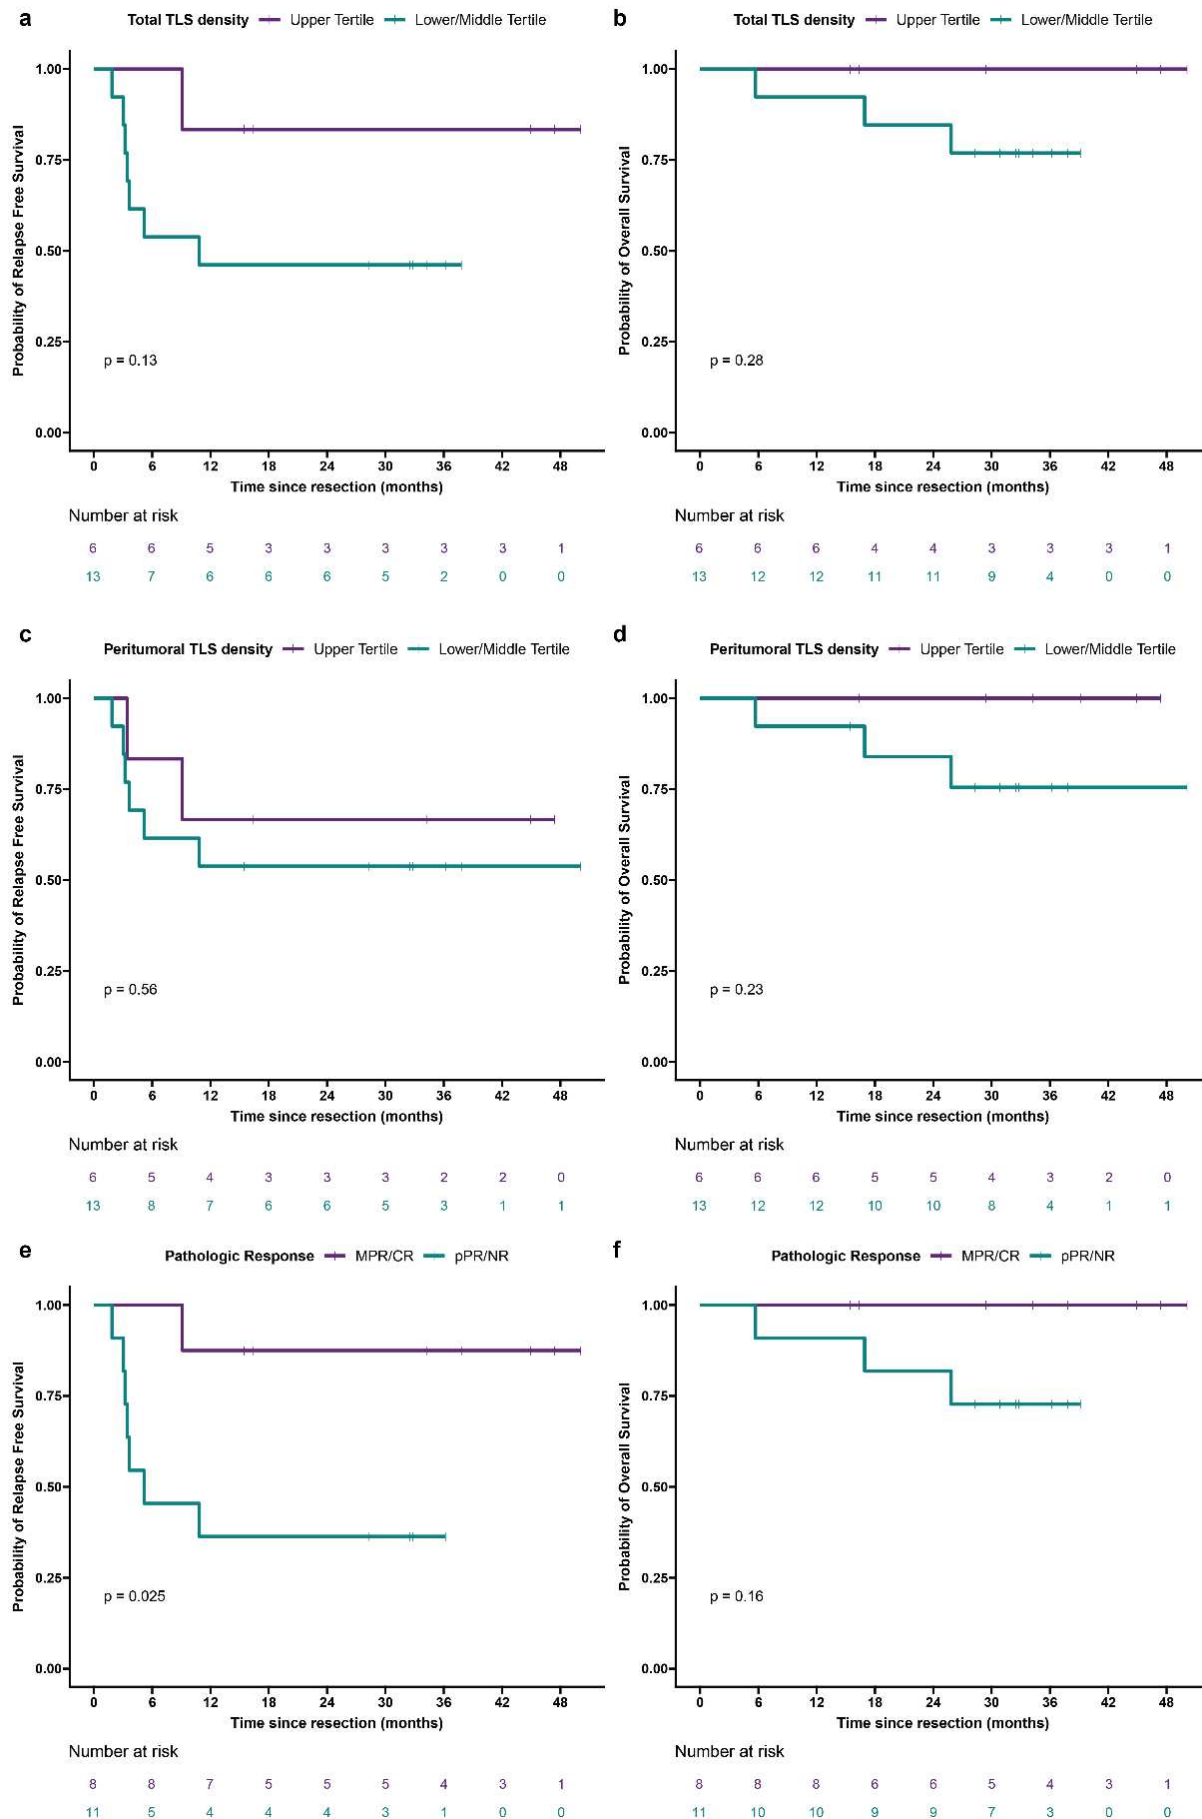 a
Total TLS density Upper Tertile Lower/Middle Tertile
1.00
0.75
0.50
0.25
0.00
Probability of Relapse Free Survival
p = 0.13
0 6 12 18 24 30 36 42 48
Time since resection (months)
Number at risk
6 6 5 3 3 3 3 3 1
13 7 6 6 6 5 2 0 0
b
Total TLS density Upper Tertile Lower/Middle Tertile
1.00
0.75
0.50
0.25
0.00
Probability of Overall Survival
p = 0.28
0 6 12 18 24 30 36 42 48
Time since resection (months)
Number at risk
6 6 6 4 4 3 3 3 1
13 12 12 11 11 9 4 0 0
c
Peritumoral TLS density Upper Tertile Lower/Middle Tertile
1.00
0.75
0.50
0.25
0.00
Probability of Relapse Free Survival
p = 0.56
0 6 12 18 24 30 36 42 48
Time since resection (months)
Number at risk
6 5 4 3 3 3 2 2 0
13 8 7 6 6 5 3 1 1
d
Peritumoral TLS density Upper Tertile Lower/Middle Tertile
1.00
0.75
0.50
0.25
0.00
Probability of Overall Survival
p = 0.23
0 6 12 18 24 30 36 42 48
Time since resection (months)
Number at risk
6 6 6 5 5 4 3 2 0
13 12 12 10 10 8 4 1 1
e
Pathologic Response MPR/CR pPR/NR
1.00
0.75
0.50
0.25
0.00
Probability of Relapse Free Survival
p = 0.025
0 6 12 18 24 30 36 42 48
Time since resection (months)
Number at risk
8 8 7 5 5 5 4 3 1
11 5 4 4 4 3 1 0 0
f
Pathologic Response MPR/CR pPR/NR
1.00
0.75
0.50
0.25
0.00
Probability of Overall Survival
p = 0.16
0 6 12 18 24 30 36 42 48
Time since resection (months)
Number at risk
8 8 8 6 6 5 4 3 1
11 10 10 9 9 7 3 0 0